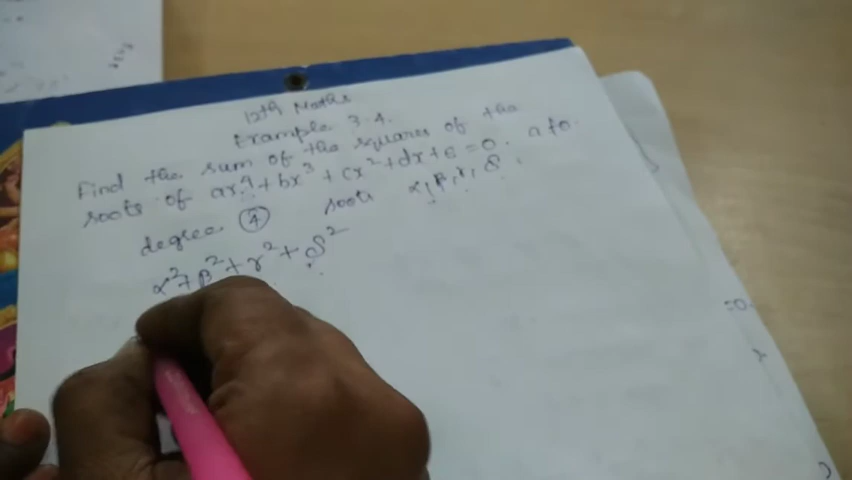 12th Maths
Example 3.4.
Find the sum of the squares of the
roots of ax⁴ + bx³ + cx² + dx + e = 0. a ≠ 0.
degree ④ roots α, β, γ, δ
α² + β² + γ² + δ²
=0.